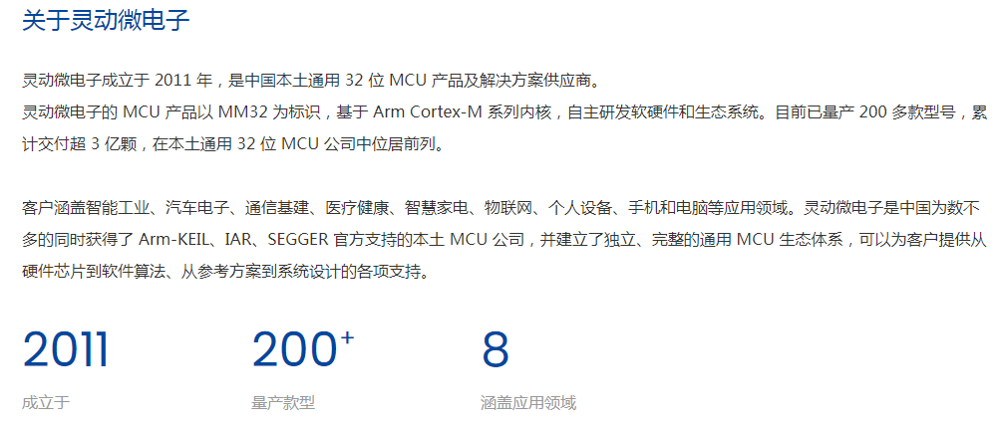 关于灵动微电子
灵动微电子成立于 2011 年，是中国本土通用 32 位 MCU 产品及解决方案供应商。
灵动微电子的 MCU 产品以 MM32 为标识，基于 Arm Cortex-M 系列内核，自主研发软硬件和生态系统。目前已量产 200 多款型号，累
计交付超 3 亿颗，在本土通用 32 位 MCU 公司中位居前列。
客户涵盖智能工业、汽车电子、通信基建、医疗健康、智慧家电、物联网、个人设备、手机和电脑等应用领域。灵动微电子是中国为数不
多的同时获得了 Arm-KEIL、IAR、SEGGER 官方支持的本土 MCU 公司，并建立了独立、完整的通用 MCU 生态体系，可以为客户提供从
硬件芯片到软件算法、从参考方案到系统设计的各项支持。
2011 200+ 8
成立于 量产款型 涵盖应用领域